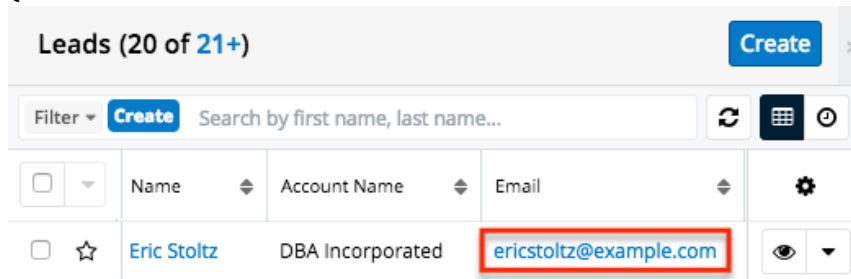 Leads (20 of 21+) Create
Filter Create Search by first name, last name...
Name Account Name Email
Eric Stoltz DBA Incorporated ericstoltz@example.com